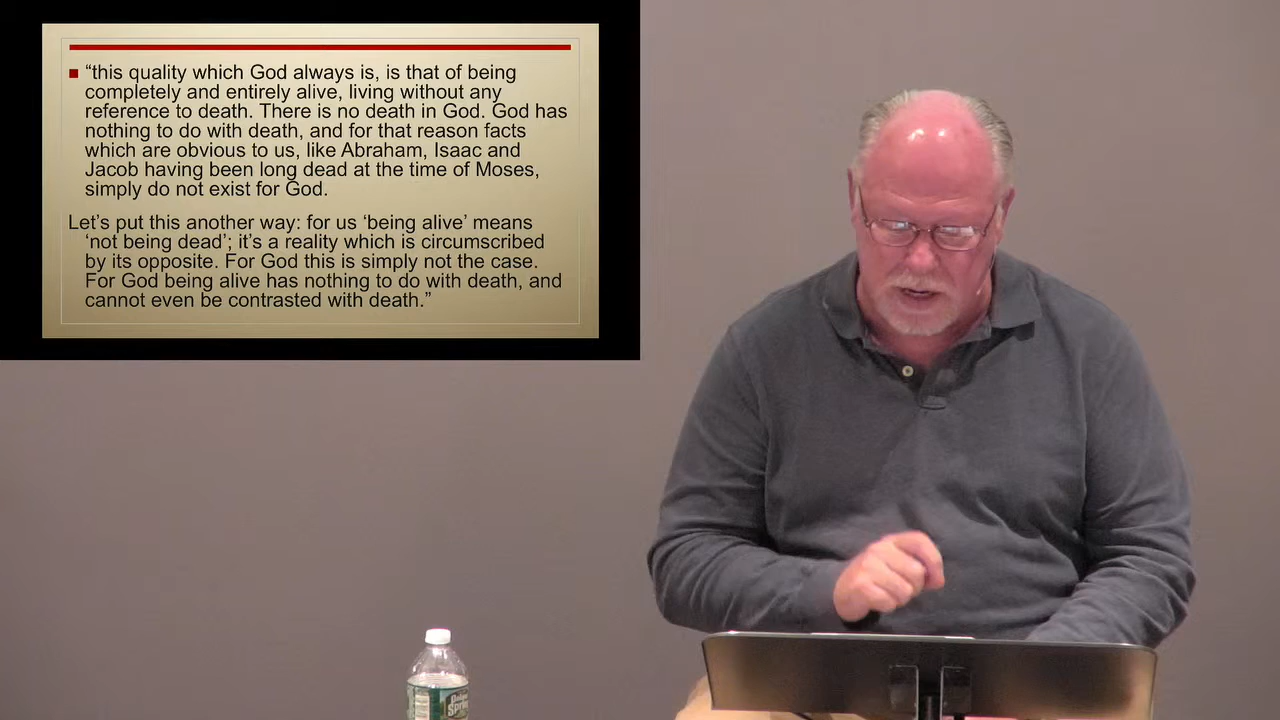 “this quality which God always is, is that of being
completely and entirely alive, living without any
reference to death. There is no death in God. God has
nothing to do with death, and for that reason facts
which are obvious to us, like Abraham, Isaac and
Jacob having been long dead at the time of Moses,
simply do not exist for God.
Let’s put this another way: for us ‘being alive’ means
‘not being dead’; it’s a reality which is circumscribed
by its opposite. For God this is simply not the case.
For God being alive has nothing to do with death, and
cannot even be contrasted with death.”
Poland
Spring